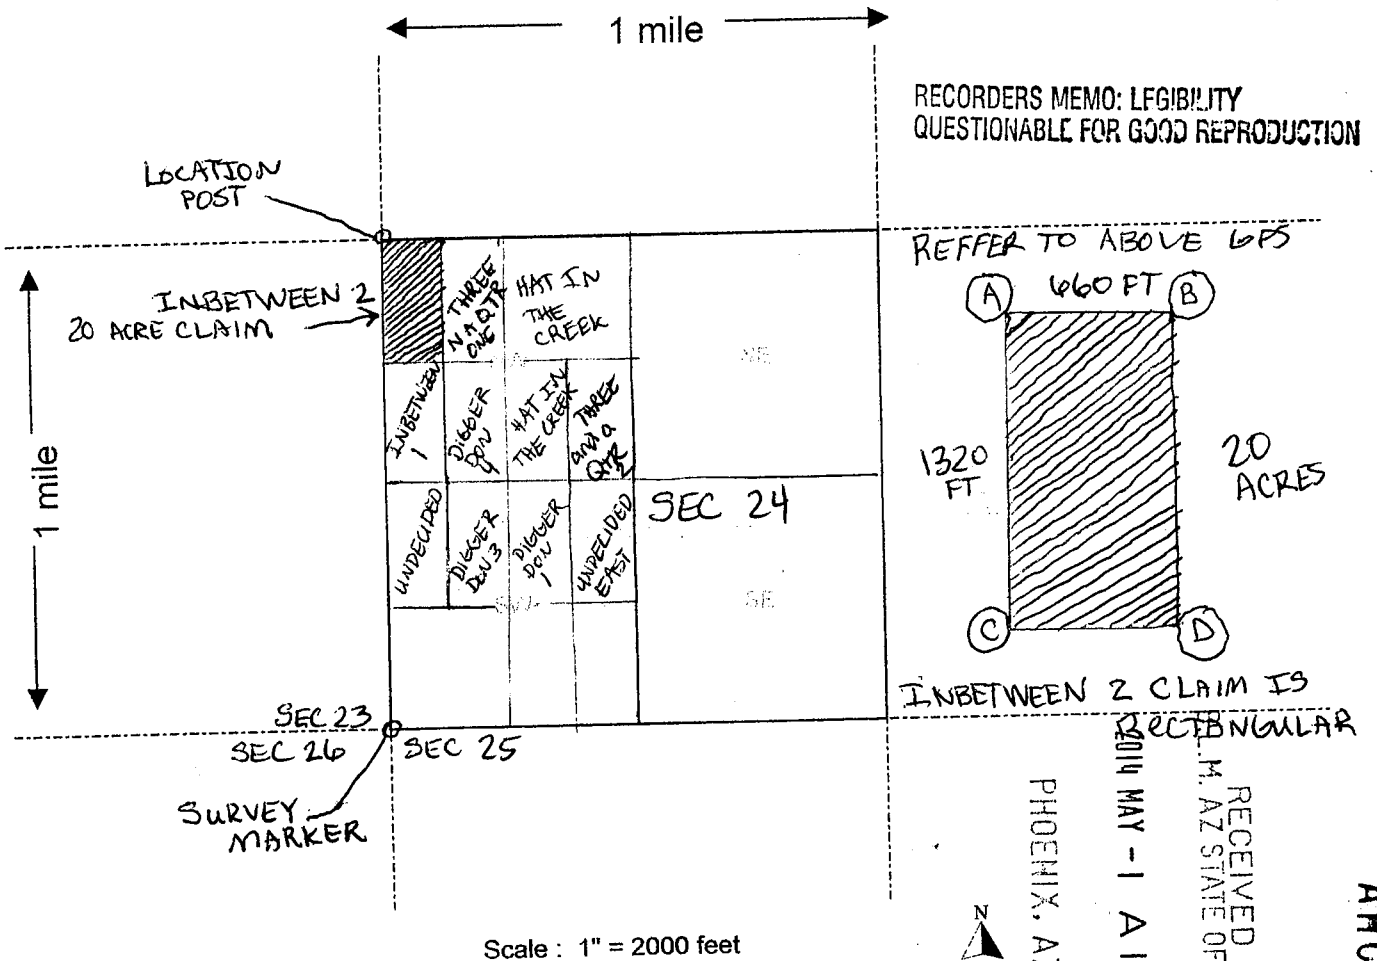 1 mile
RECORDERS MEMO: LEGIBILITY
QUESTIONABLE FOR GOOD REPRODUCTION
LOCATION
POST
REFFER TO ABOVE GPS
A
660 FT
B
INBETWEEN 2
20 ACRE CLAIM
THREE
N A QTR
ONE
HAT IN
THE
CREEK
NE
INBETWEEN
1
DIGGER
DON
4
HAT IN
THE CREEK
THREE
and a
QTR
2
1320
FT
20
ACRES
1 mile
UNDECIDED
DIGGER
DON 3
DIGGER
DON
1
UNDECIDED
EAST
SEC 24
SW
SE
C
D
INBETWEEN 2 CLAIM IS
RECTANGULAR
SEC 23
SEC 26
SEC 25
SURVEY
MARKER
RECEIVED
L.M. AZ STATE OF
2014 MAY - 1 A
PHOENIX, A
N
Scale : 1" = 2000 feet